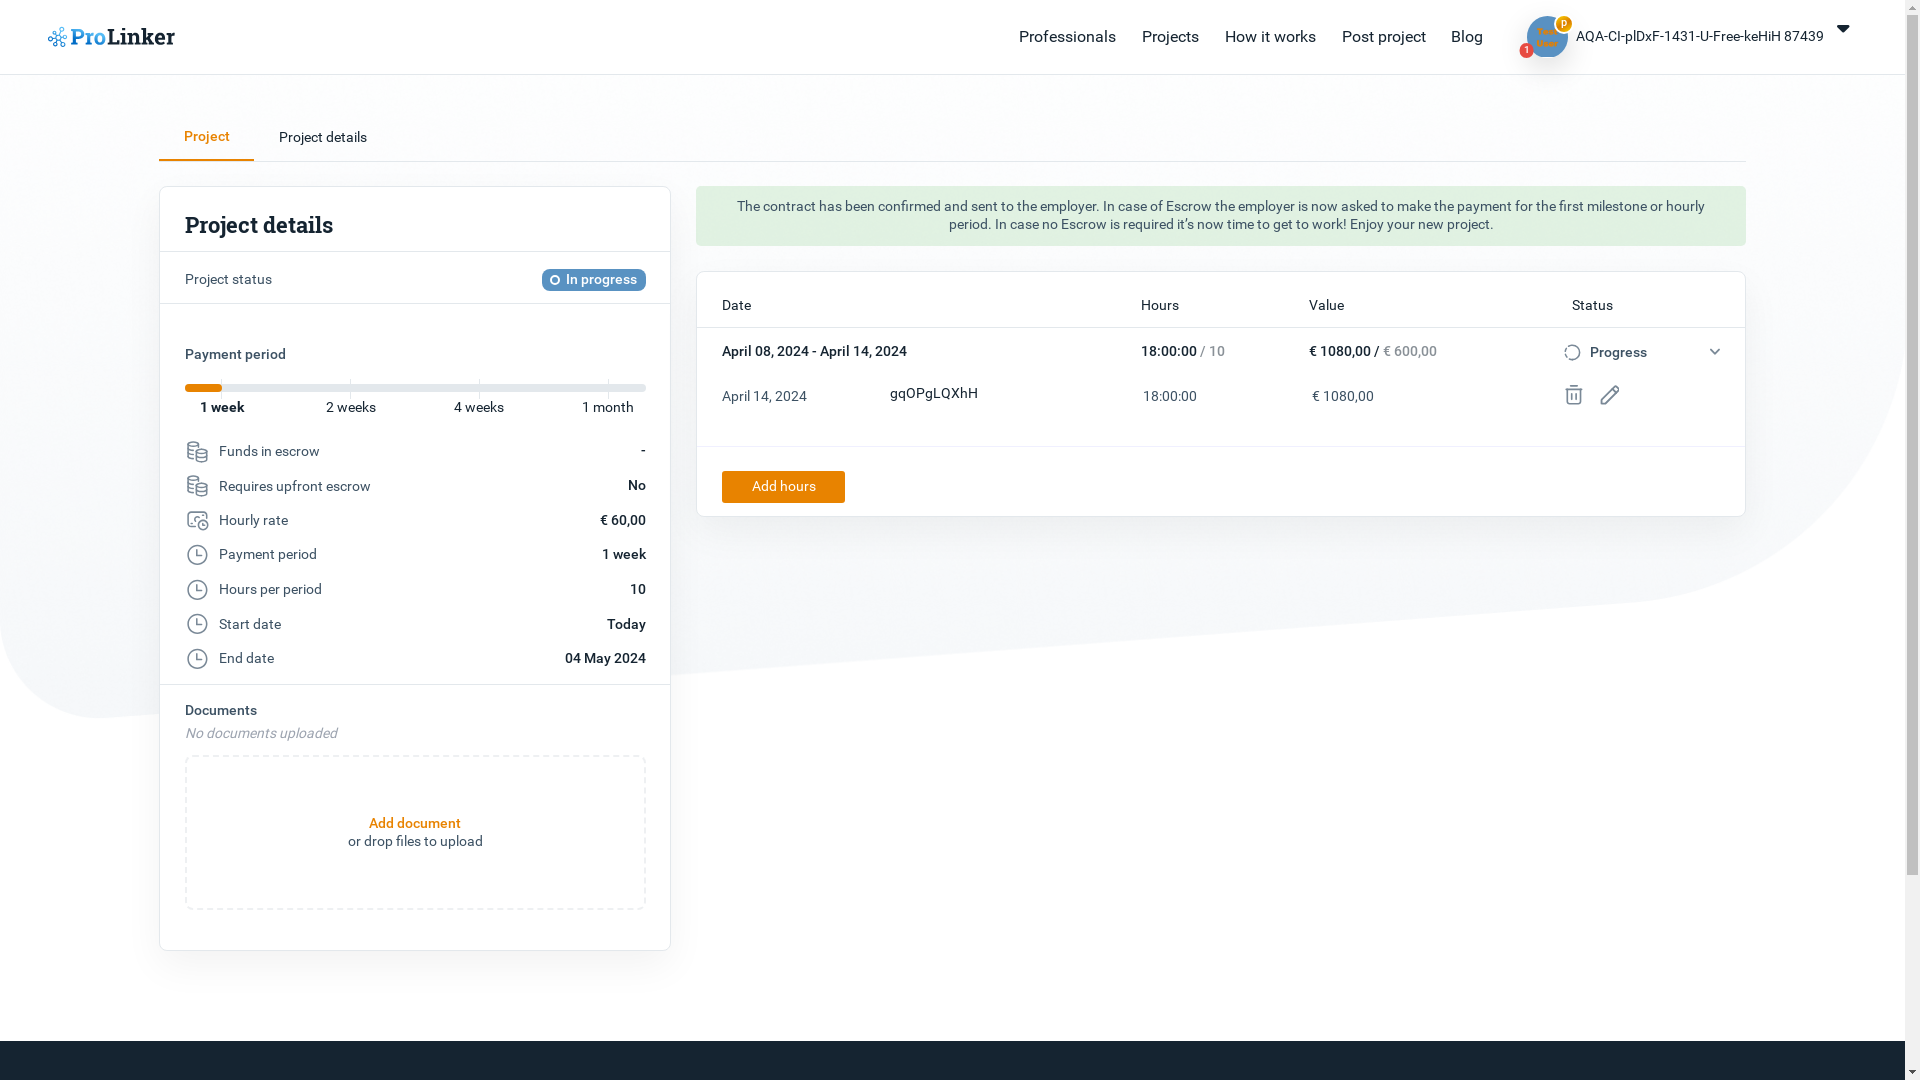 ProLinker
Professionals
Projects
How it works
Post project
Blog
p
1
AQA-CI-plDxF-1431-U-Free-keHiH 87439
Project
Project details
Project details
Project status
In progress
Payment period
1 week
2 weeks
4 weeks
1 month
Funds in escrow
-
Requires upfront escrow
No
Hourly rate
€ 60,00
Payment period
1 week
Hours per period
10
Start date
Today
End date
04 May 2024
Documents
No documents uploaded
Add document
or drop files to upload
The contract has been confirmed and sent to the employer. In case of Escrow the employer is now asked to make the payment for the first milestone or hourly
period. In case no Escrow is required it’s now time to get to work! Enjoy your new project.
Date
Hours
Value
Status
April 08, 2024 - April 14, 2024
18:00:00 / 10
€ 1080,00 / € 600,00
Progress
April 14, 2024
gqOPgLQXhH
18:00:00
€ 1080,00
Add hours